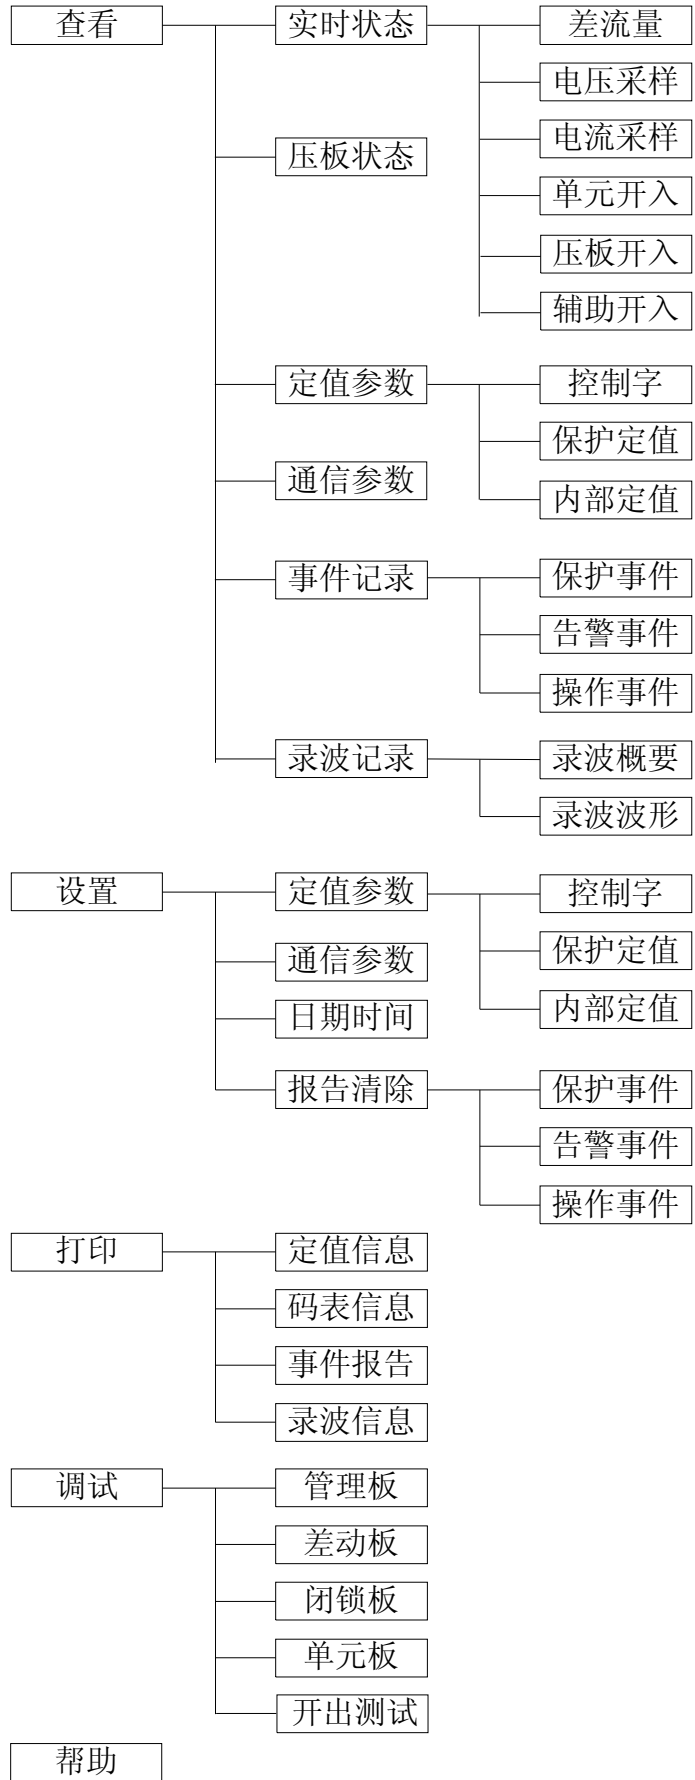 查看
实时状态
差流量
电压采样
电流采样
压板状态
单元开入
压板开入
辅助开入
定值参数
控制字
保护定值
通信参数
内部定值
事件记录
保护事件
告警事件
操作事件
录波记录
录波概要
录波波形
设置
定值参数
控制字
通信参数
保护定值
日期时间
内部定值
报告清除
保护事件
告警事件
操作事件
打印
定值信息
码表信息
事件报告
录波信息
调试
管理板
差动板
闭锁板
单元板
开出测试
帮助